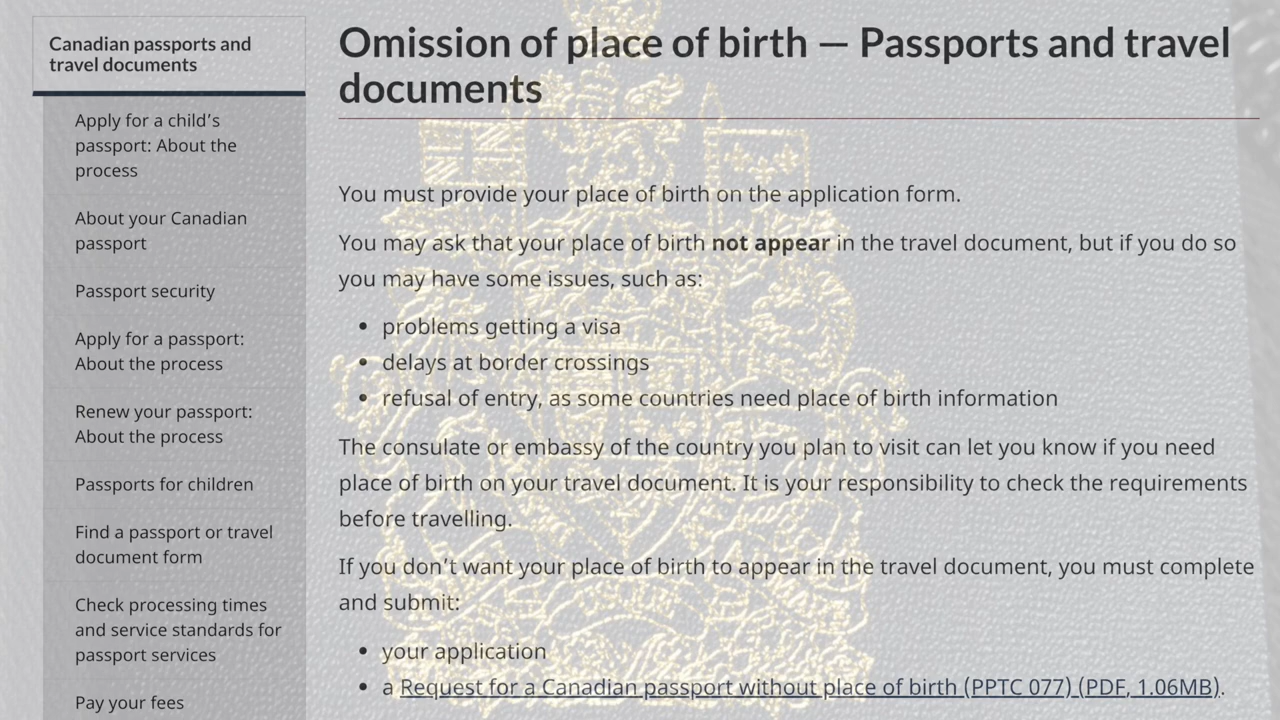 Canadian passports and
travel documents
Apply for a child’s
passport: About the
process
About your Canadian
passport
Passport security
Apply for a passport:
About the process
Renew your passport:
About the process
Passports for children
Find a passport or travel
document form
Check processing times
and service standards for
passport services
Pay your fees
Omission of place of birth — Passports and travel
documents
You must provide your place of birth on the application form.
You may ask that your place of birth not appear in the travel document, but if you do so
you may have some issues, such as:
• problems getting a visa
• delays at border crossings
• refusal of entry, as some countries need place of birth information
The consulate or embassy of the country you plan to visit can let you know if you need
place of birth on your travel document. It is your responsibility to check the requirements
before travelling.
If you don’t want your place of birth to appear in the travel document, you must complete
and submit:
• your application
• a Request for a Canadian passport without place of birth (PPTC 077) (PDF, 1.06MB).